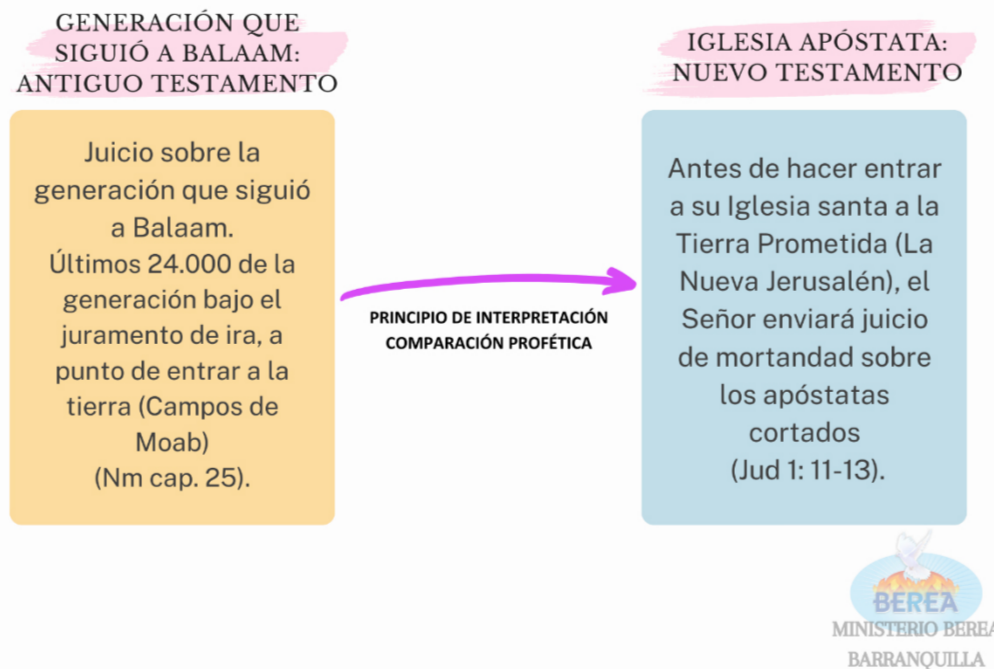 GENERACIÓN QUE
SIGUIÓ A BALAAM:
ANTIGUO TESTAMENTO
Juicio sobre la
generación que siguió
a Balaam.
Últimos 24.000 de la
generación bajo el
juramento de ira, a
punto de entrar a la
tierra (Campos de
Moab)
(Nm cap. 25).
PRINCIPIO DE INTERPRETACIÓN
COMPARACIÓN PROFÉTICA
IGLESIA APÓSTATA:
NUEVO TESTAMENTO
Antes de hacer entrar
a su Iglesia santa a la
Tierra Prometida (La
Nueva Jerusalén), el
Señor enviará juicio
de mortandad sobre
los apóstatas
cortados
(Jud 1: 11-13).
BEREA
MINISTERIO BEREA
BARRANQUILLA